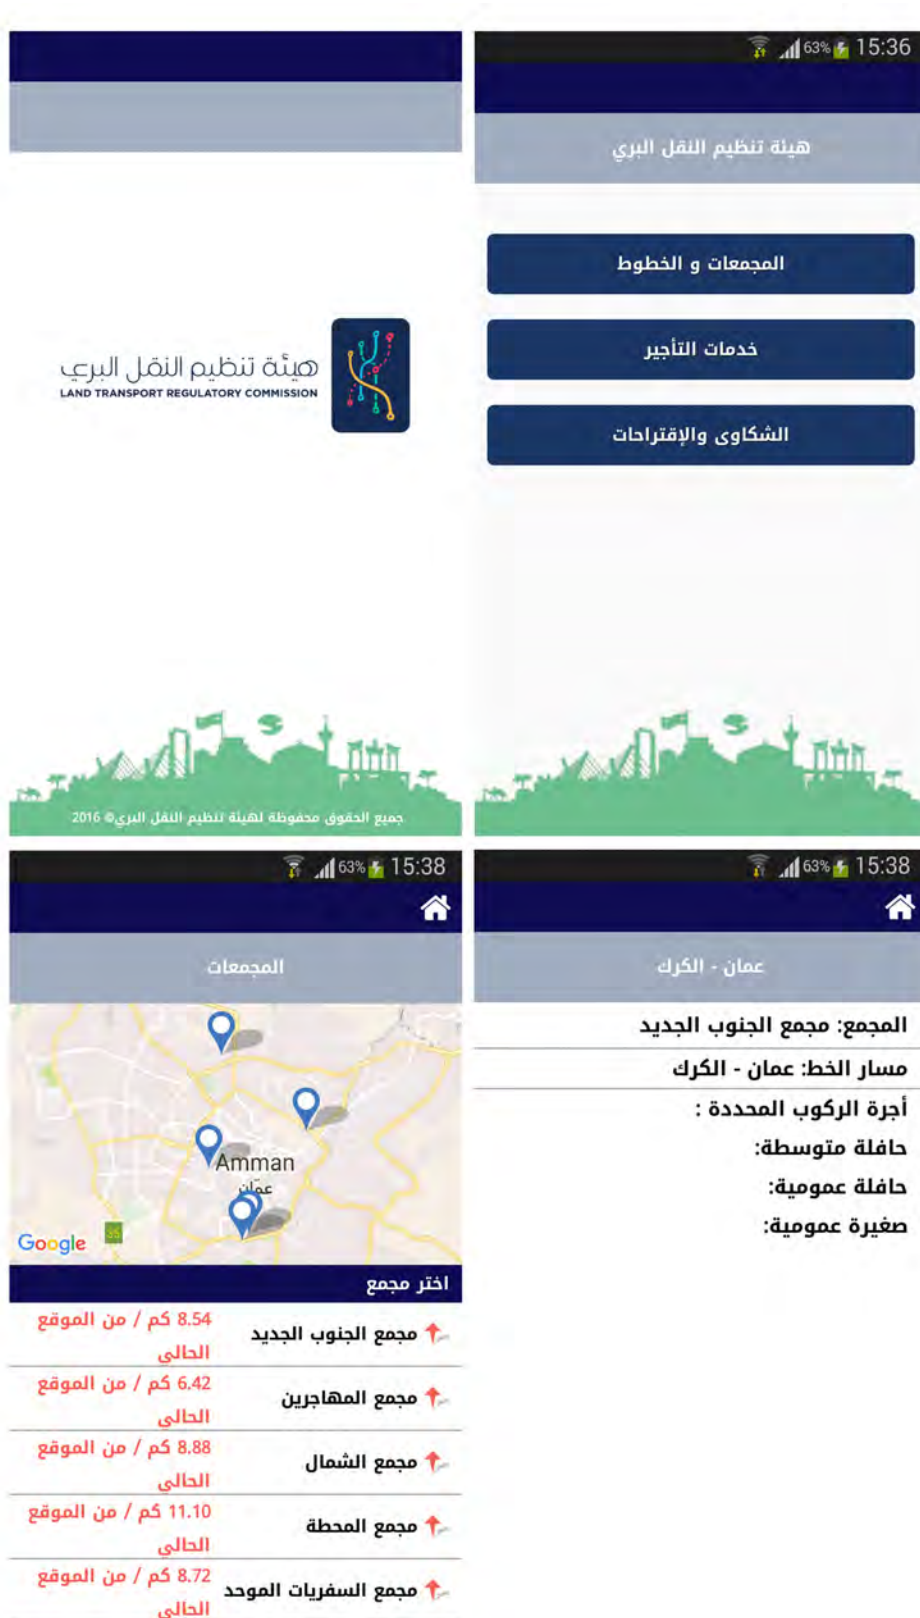 هيئة تنظيم النقل البري
LAND TRANSPORT REGULATORY COMMISSION
جميع الحقوق محفوظة لهيئة تنظيم النقل البري© 2016
63% 15:36
هيئة تنظيم النقل البري
المجمعات و الخطوط
خدمات التأجير
الشكاوى والإقتراحات
63% 15:38
المجمعات
Amman
عمّان
35
Google
اختر مجمع
مجمع الجنوب الجديد
8.54 كم / من الموقع
الحالي
مجمع المهاجرين
6.42 كم / من الموقع
الحالي
مجمع الشمال
8.88 كم / من الموقع
الحالي
مجمع المحطة
11.10 كم / من الموقع
الحالي
مجمع السفريات الموحد
8.72 كم / من الموقع
الحالي
63% 15:38
عمان - الكرك
المجمع: مجمع الجنوب الجديد
مسار الخط: عمان - الكرك
أجرة الركوب المحددة :
حافلة متوسطة:
حافلة عمومية:
صغيرة عمومية: